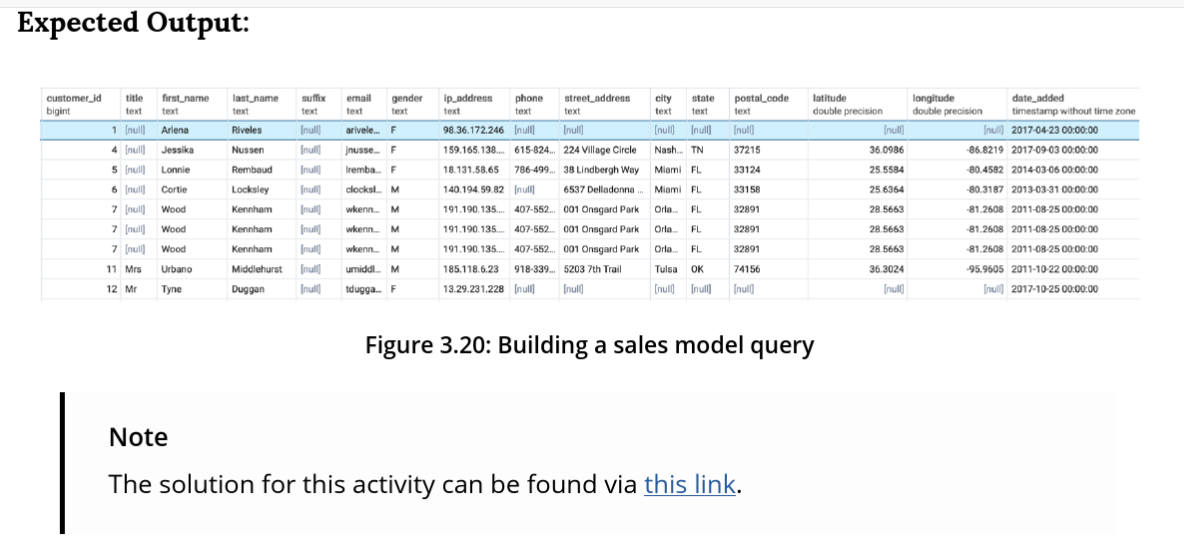 Expected Output:
customer_id title first_name last_name suffix email gender ip_address phone street_address city state postal_code latitude longitude date_added
bigint text text text text text text text text text text text text double precision double precision timestamp without time zone
1 [null] Arlena Riveles [null] arivele... F 98.36.172.246 [null] [null] [null] [null] [null] [null] [null] 2017-04-23 00:00:00
4 [null] Jessika Nussen [null] jnusse... F 159.165.138... 615-824... 224 Village Circle Nash... TN 37215 36.0986 -86.8219 2017-09-03 00:00:00
5 [null] Lonnie Rembaud [null] lremba... F 18.131.58.65 786-499... 38 Lindbergh Way Miami FL 33124 25.5584 -80.4582 2014-03-06 00:00:00
6 [null] Cortie Locksley [null] clocksl... M 140.194.59.82 [null] 6537 Delladonna ... Miami FL 33158 25.6364 -80.3187 2013-03-31 00:00:00
7 [null] Wood Kennham [null] wkenn... M 191.190.135... 407-552... 001 Onsgard Park Orla... FL 32891 28.5663 -81.2608 2011-08-25 00:00:00
7 [null] Wood Kennham [null] wkenn... M 191.190.135... 407-552... 001 Onsgard Park Orla... FL 32891 28.5663 -81.2608 2011-08-25 00:00:00
7 [null] Wood Kennham [null] wkenn... M 191.190.135... 407-552... 001 Onsgard Park Orla... FL 32891 28.5663 -81.2608 2011-08-25 00:00:00
11 Mrs Urbano Middlehurst [null] umiddl... M 185.118.6.23 918-339... 5203 7th Trail Tulsa OK 74156 36.3024 -95.9605 2011-10-22 00:00:00
12 Mr Tyne Duggan [null] tdugga... F 13.29.231.228 [null] [null] [null] [null] [null] [null] [null] 2017-10-25 00:00:00
Figure 3.20: Building a sales model query
Note
The solution for this activity can be found via this link.